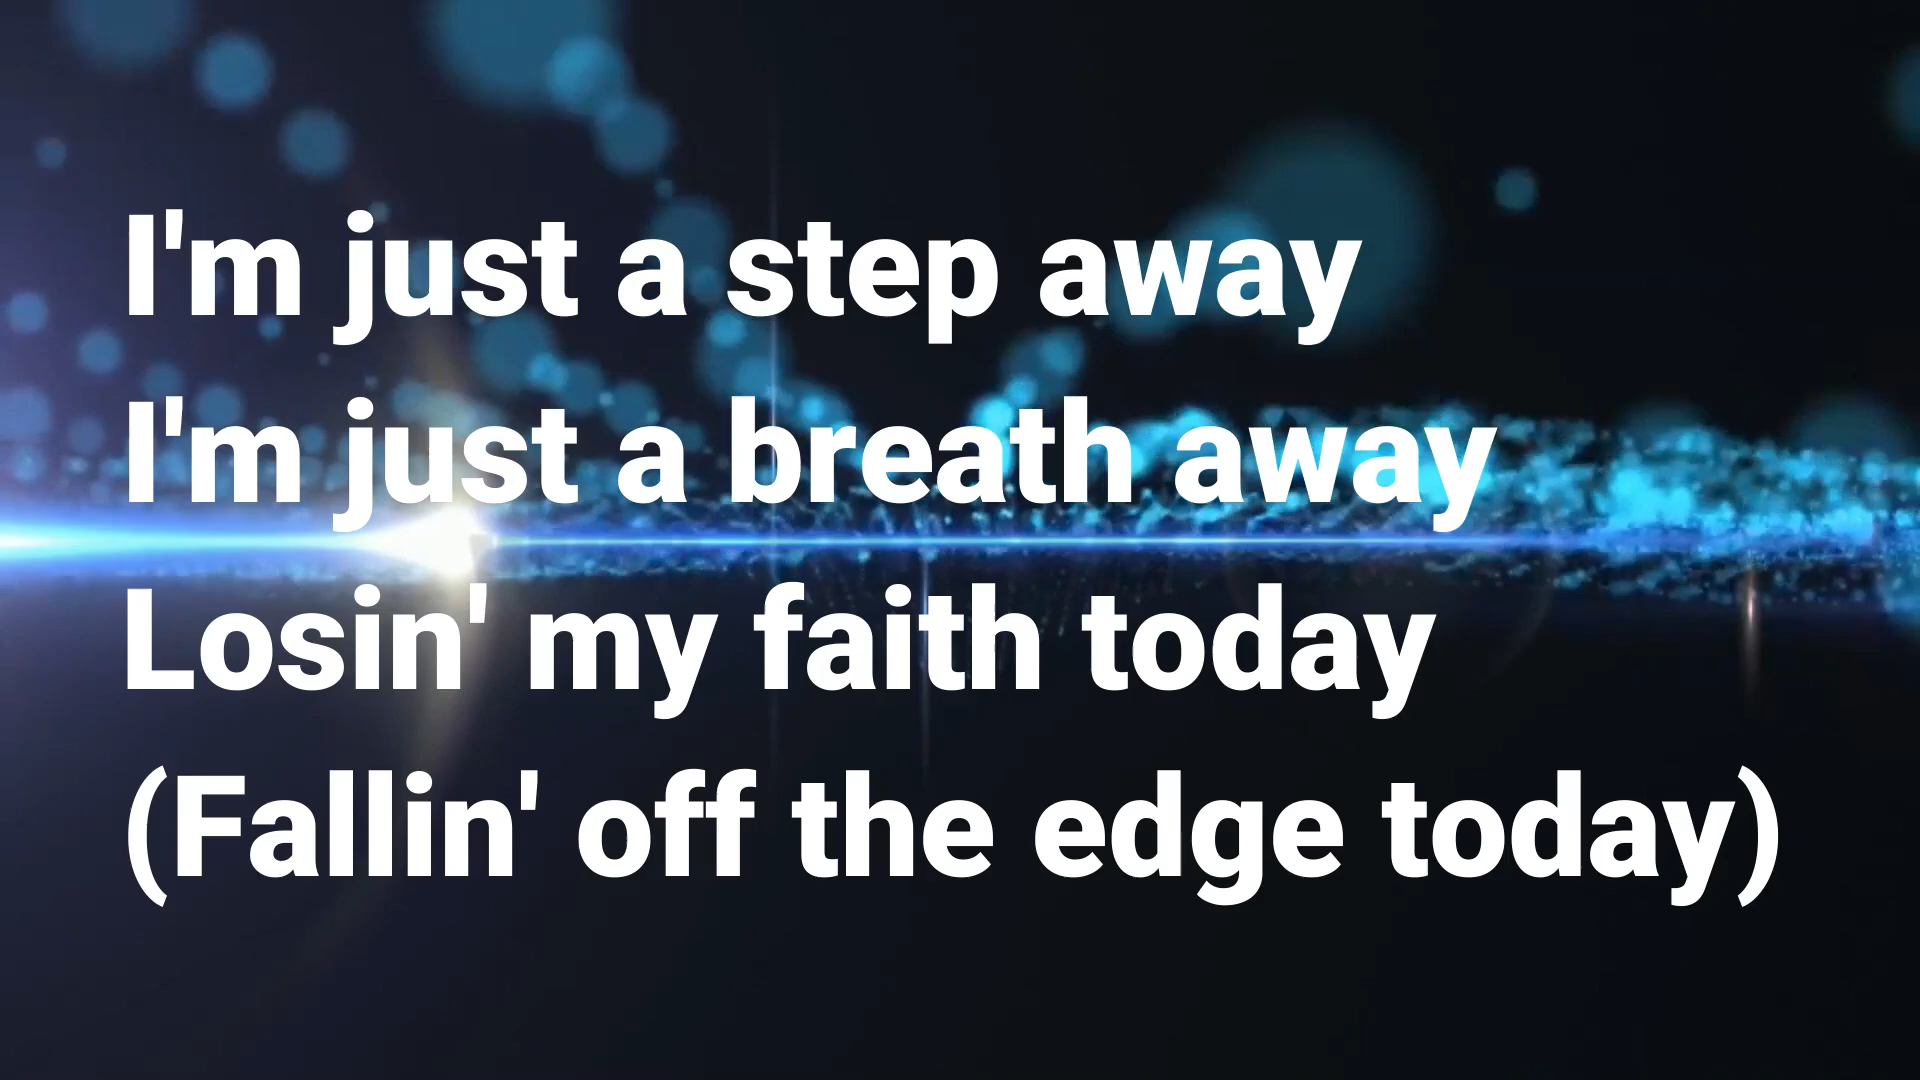 I'm just a step away
I'm just a breath away
Losin' my faith today
(Fallin' off the edge today)